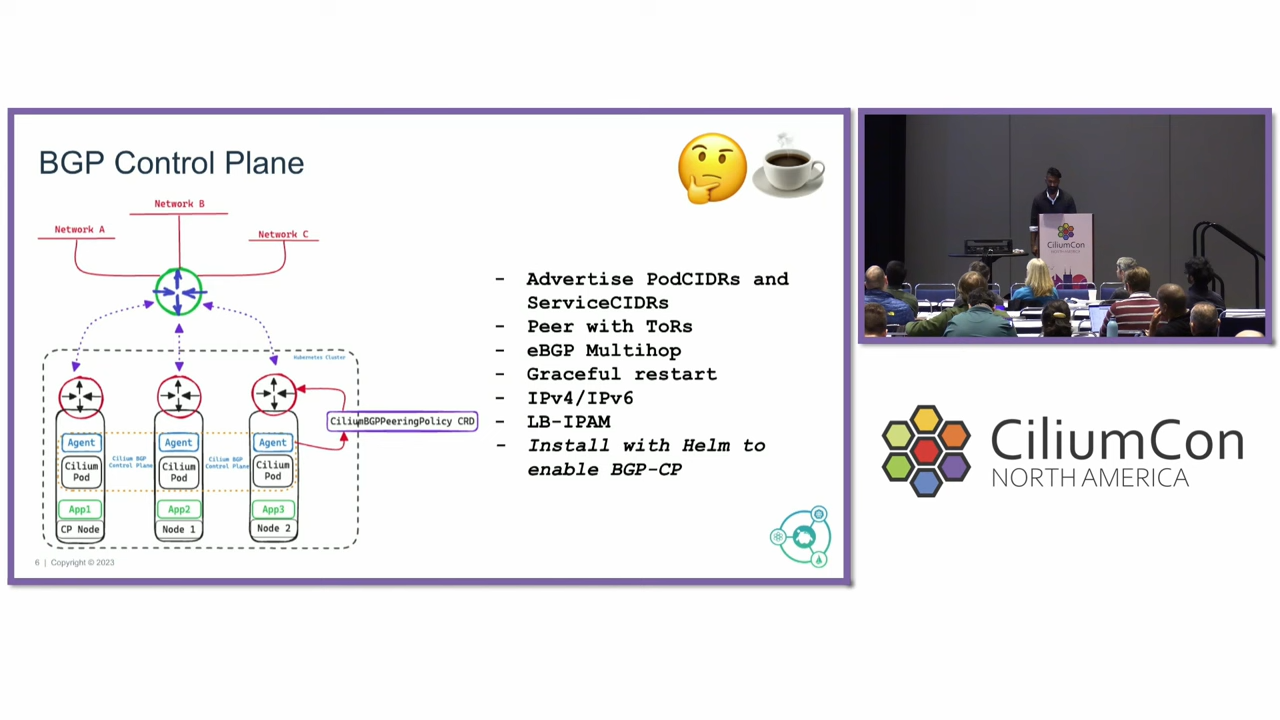 BGP Control Plane
Network B
Network A
Network C
Kubernetes Cluster
CiliumBGPPeeringPolicy CRD
Agent
Agent
Agent
Cilium BGP
Control Plane
Cilium BGP
Control Plane
Cilium
Pod
Cilium
Pod
Cilium
Pod
App1
App2
App3
CP Node
Node 1
Node 2
- Advertise PodCIDRs and
ServiceCIDRs
- Peer with ToRs
- eBGP Multihop
- Graceful restart
- IPv4/IPv6
- LB-IPAM
- Install with Helm to
enable BGP-CP
6 | Copyright © 2023
CiliumCon
NORTH AMERICA
CiliumCon
NORTH AMERICA